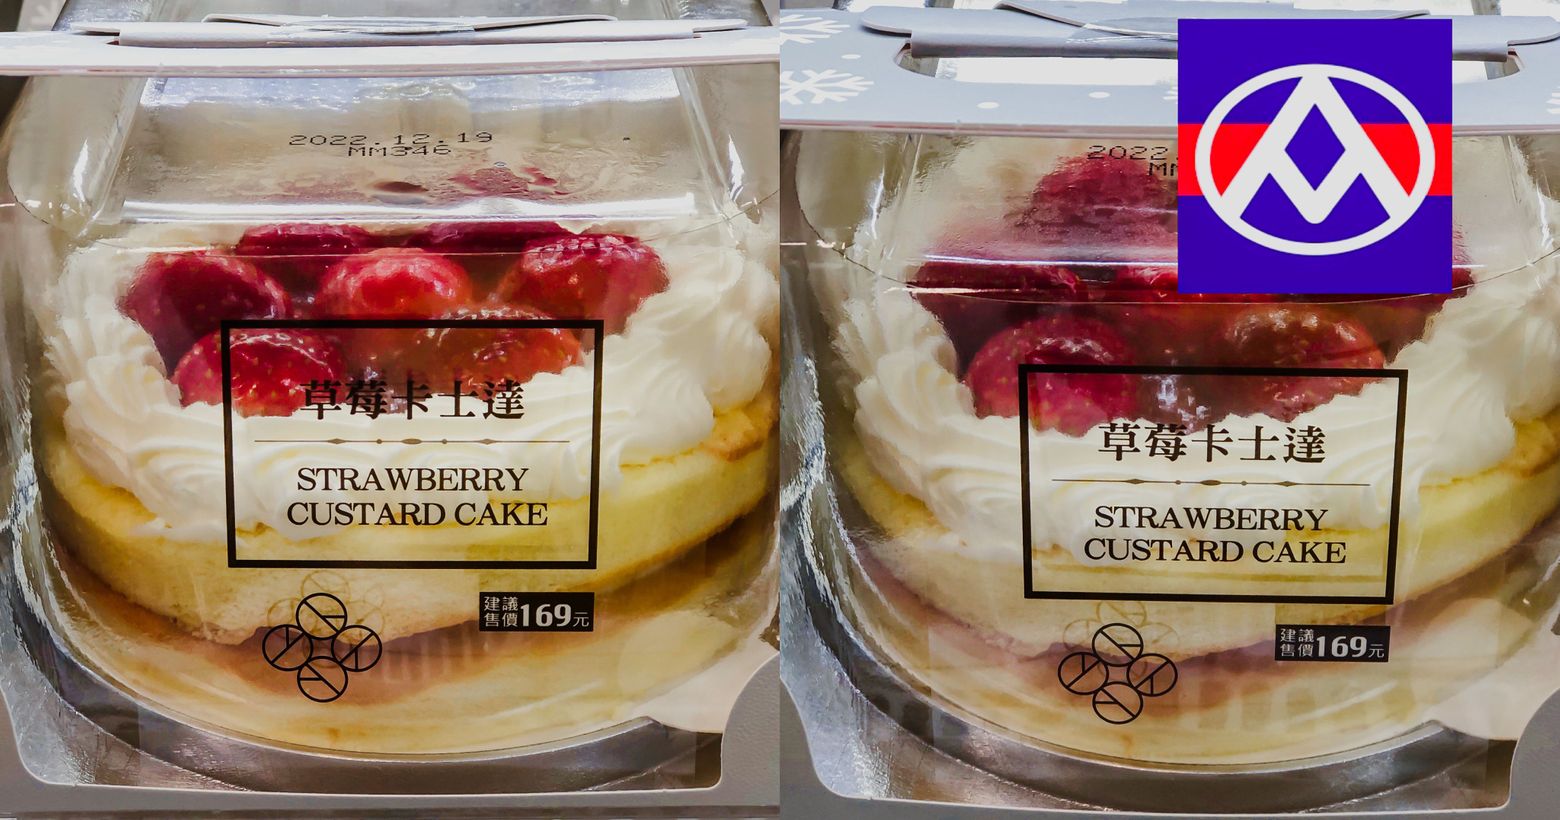 2022.12.19
MM346
草莓卡士達
STRAWBERRY
CUSTARD CAKE
建議
售價169元
2022.
MM
草莓卡士達
STRAWBERRY
CUSTARD CAKE
建議
售價169元